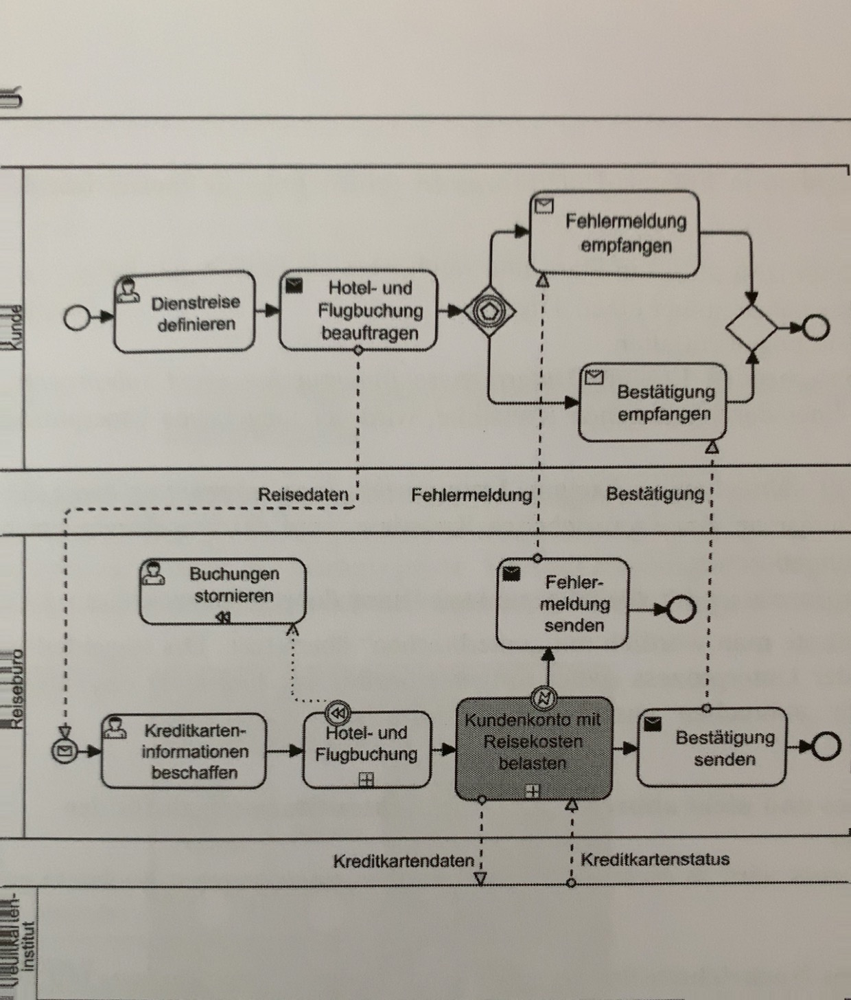 Kunde
Dienstreise
definieren
Hotel- und
Flugbuchung
beauftragen
Fehlermeldung
empfangen
Bestätigung
empfangen
Reisedaten
Fehlermeldung
Bestätigung
Reisebüro
Buchungen
stornieren
Fehler-
meldung
senden
Kreditkarten-
informationen
beschaffen
Hotel- und
Flugbuchung
Kundenkonto mit
Reisekosten
belasten
Bestätigung
senden
Kreditkartendaten
Kreditkartenstatus
institut